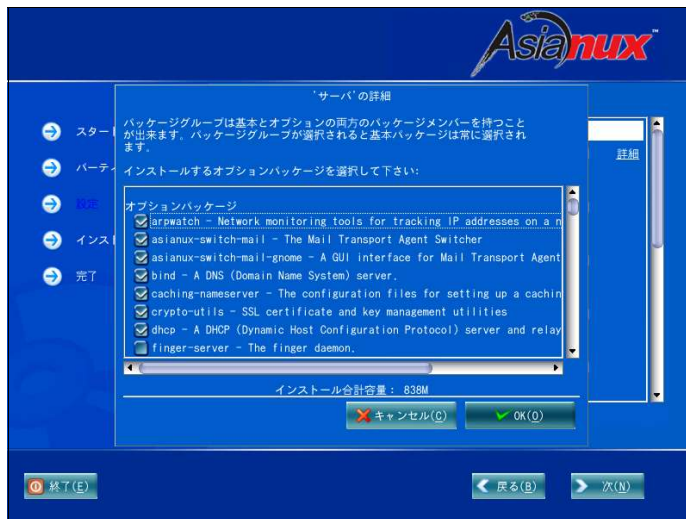 Asianux
'サーバ'の詳細
パッケージグループは基本とオプションの両方のパッケージメンバーを持つこと
が出来ます。パッケージグループが選択されると基本パッケージは常に選択され
ます。
インストールするオプションパッケージを選択して下さい:
スタート
パーティ
設定
インス
完了
詳細
オプションパッケージ
arpwatch - Network monitoring tools for tracking IP addresses on a n
asianux-switch-mail - The Mail Transport Agent Switcher
asianux-switch-mail-gnome - A GUI interface for Mail Transport Agent
bind - A DNS (Domain Name System) server.
caching-nameserver - The configuration files for setting up a cachin
crypto-utils - SSL certificate and key management utilities
dhcp - A DHCP (Dynamic Host Configuration Protocol) server and relay
finger-server - The finger daemon.
インストール合計容量: 838M
キャンセル(C)
OK(O)
終了(E)
戻る(B)
次(N)